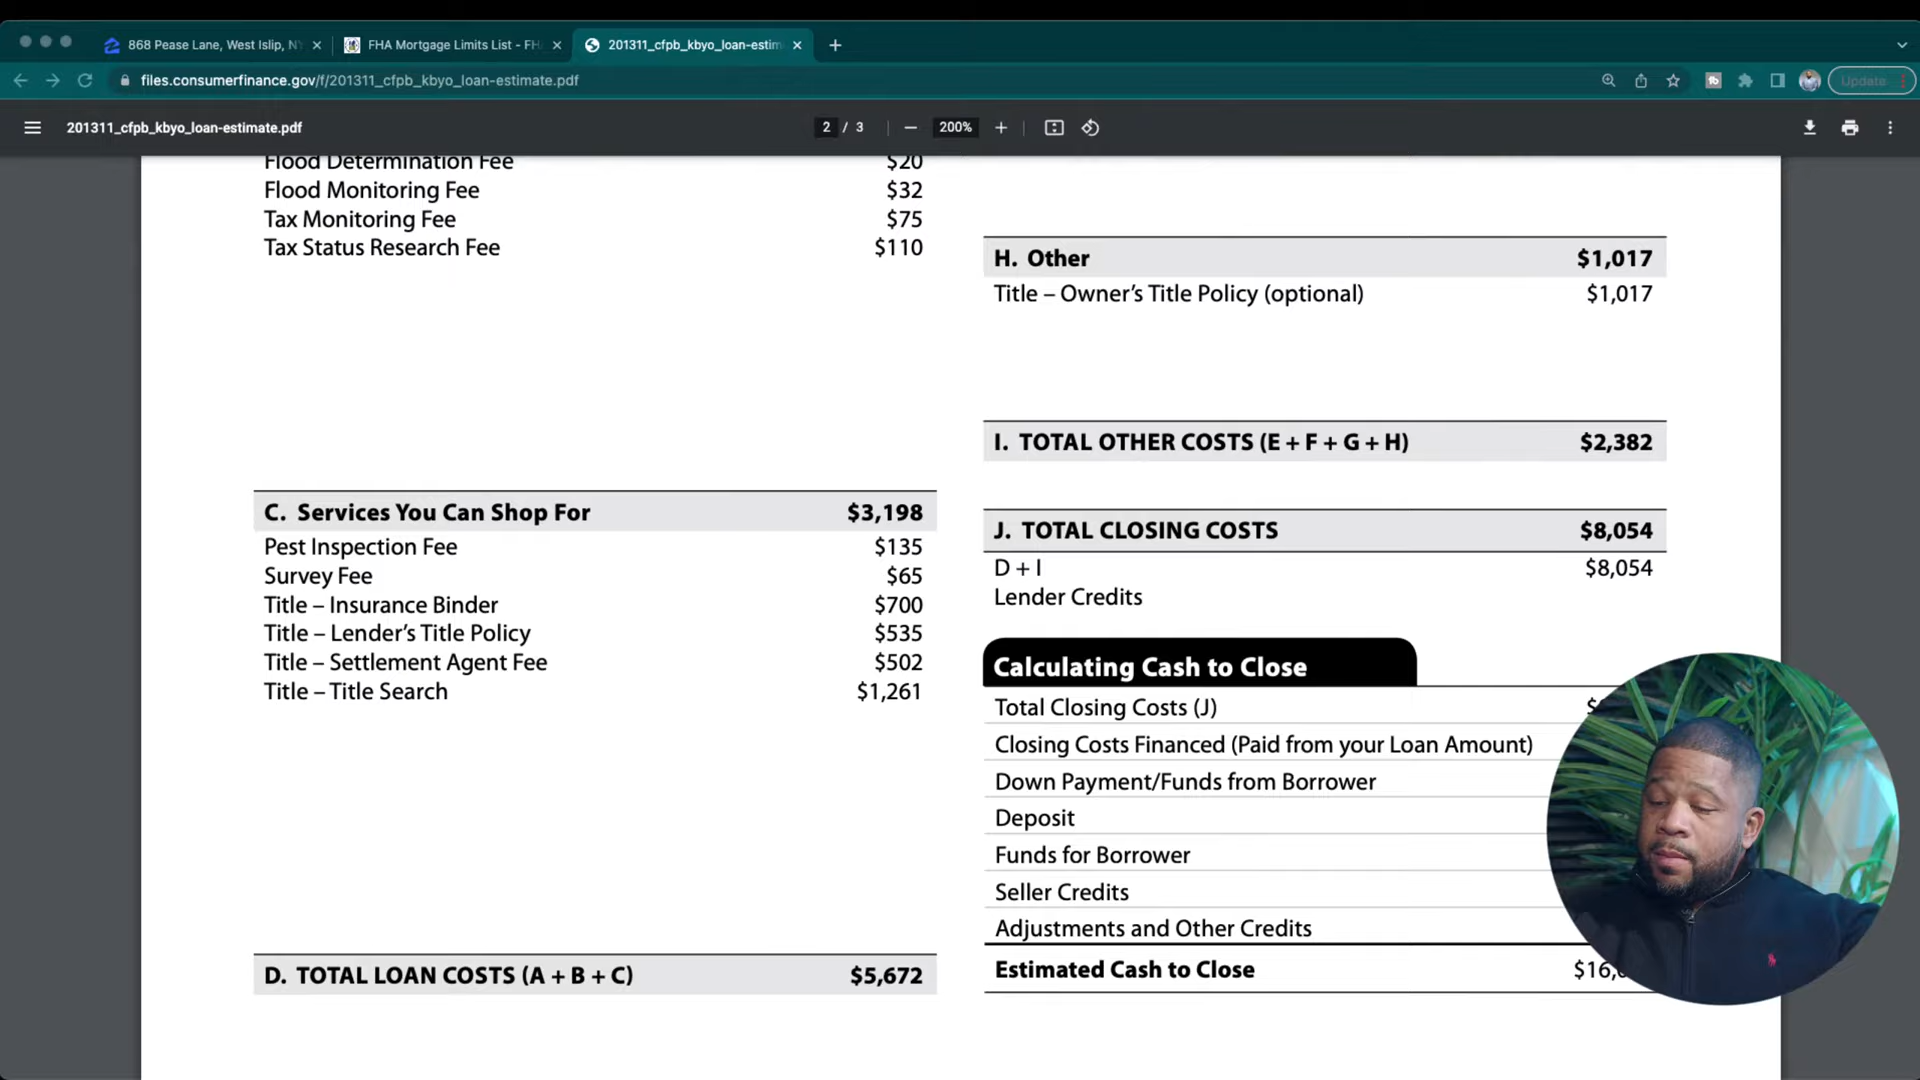 868 Pease Lane, West Islip, NY
FHA Mortgage Limits List - FH
201311_cfpb_kbyo_loan-estim
files.consumerfinance.gov/f/201311_cfpb_kbyo_loan-estimate.pdf
Update
201311_cfpb_kbyo_loan-estimate.pdf
2 / 3
200%
Flood Determination Fee $20
Flood Monitoring Fee $32
Tax Monitoring Fee $75
Tax Status Research Fee $110
C. Services You Can Shop For $3,198
Pest Inspection Fee $135
Survey Fee $65
Title – Insurance Binder $700
Title – Lender's Title Policy $535
Title – Settlement Agent Fee $502
Title – Title Search $1,261
D. TOTAL LOAN COSTS (A + B + C) $5,672
H. Other $1,017
Title – Owner's Title Policy (optional) $1,017
I. TOTAL OTHER COSTS (E + F + G + H) $2,382
J. TOTAL CLOSING COSTS $8,054
D + I $8,054
Lender Credits
Calculating Cash to Close
Total Closing Costs (J)
Closing Costs Financed (Paid from your Loan Amount)
Down Payment/Funds from Borrower
Deposit
Funds for Borrower
Seller Credits
Adjustments and Other Credits
Estimated Cash to Close $16,